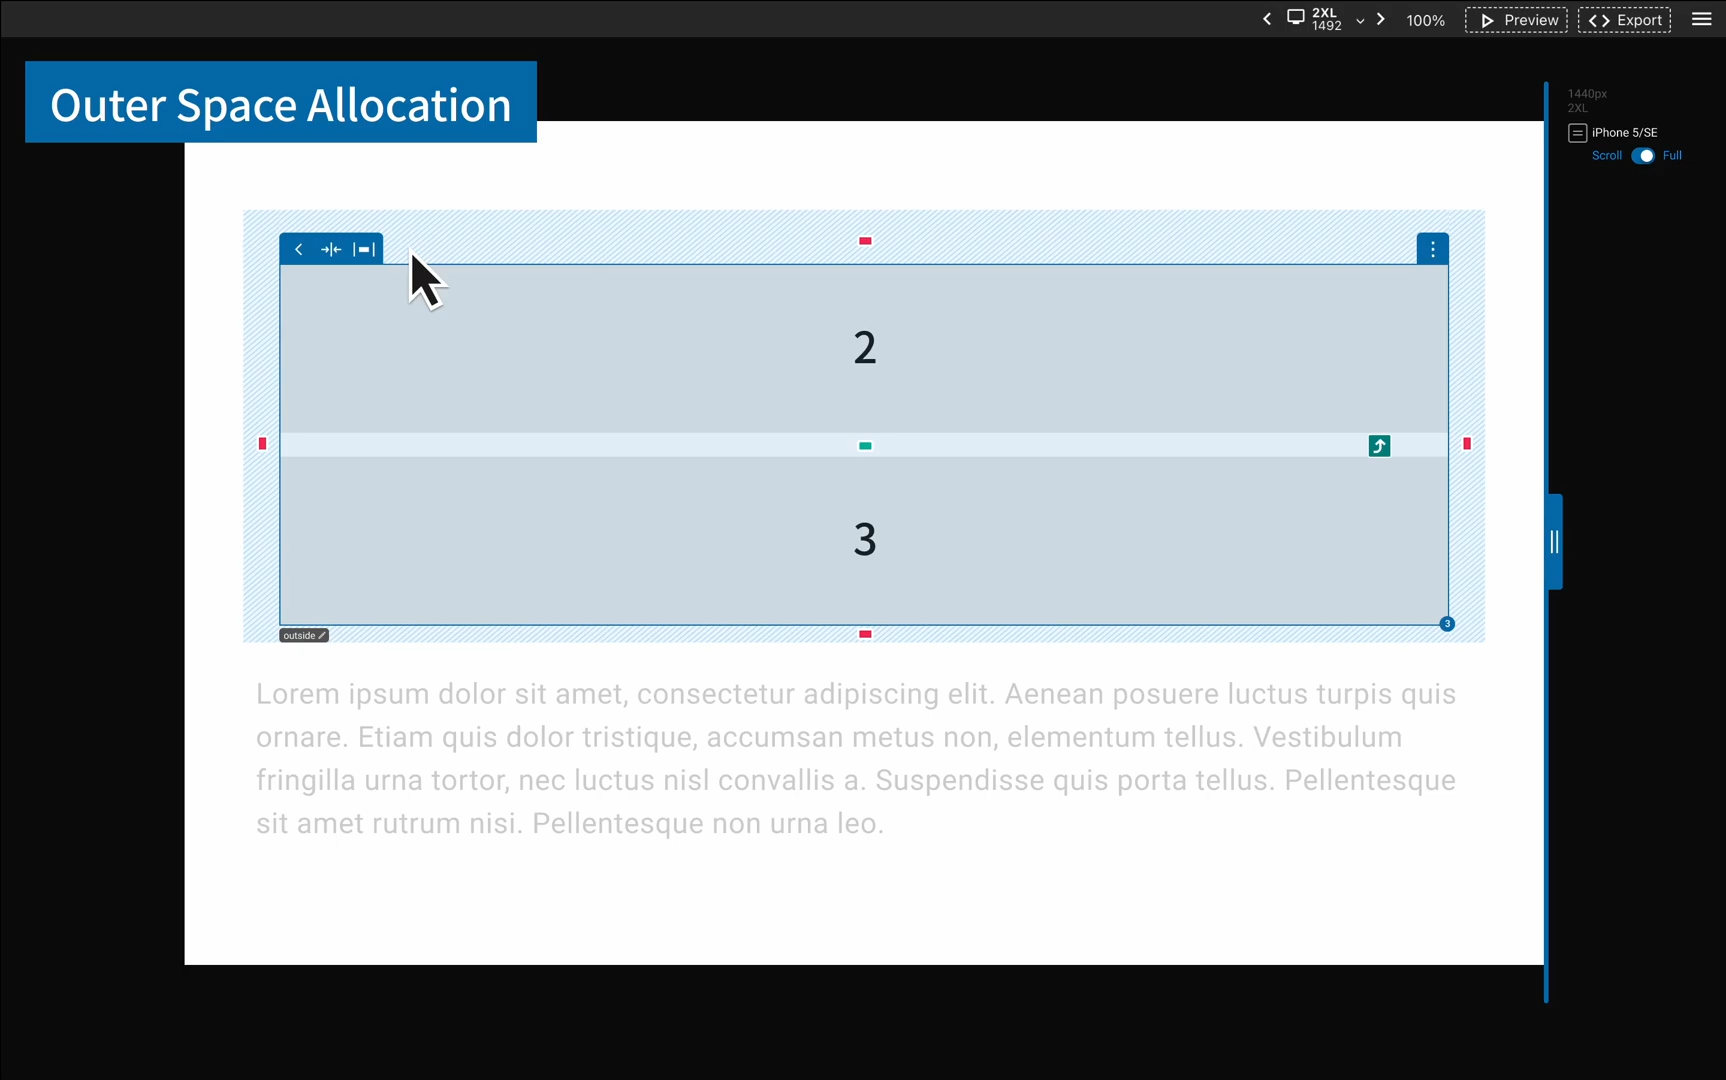 2XL
1492
100%
Preview
Export
Outer Space Allocation
1440px
2XL
iPhone 5/SE
Scroll
Full
2
3
outside
3
Lorem ipsum dolor sit amet, consectetur adipiscing elit. Aenean posuere luctus turpis quis
ornare. Etiam quis dolor tristique, accumsan metus non, elementum tellus. Vestibulum
fringilla urna tortor, nec luctus nisl convallis a. Suspendisse quis porta tellus. Pellentesque
sit amet rutrum nisi. Pellentesque non urna leo.